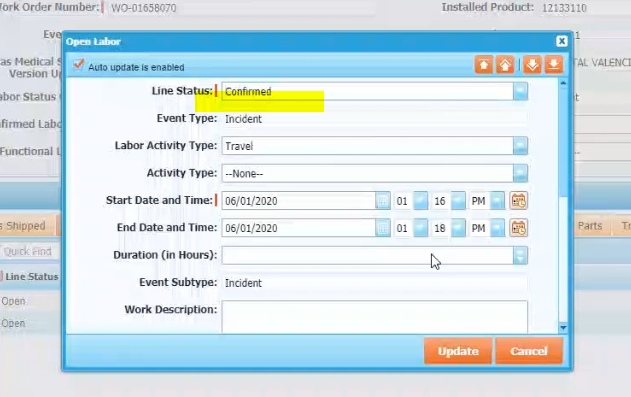 Work Order Number: WO-01658070 Installed Product: 12133110
Eve
as Medical S TAL VALENCI
Version Up
abor Status
firmed Labo
Functional L
Open Labor
Auto update is enabled
Line Status: Confirmed
Event Type: Incident
Labor Activity Type: Travel
Activity Type: --None--
Start Date and Time: 06/01/2020 01 16 PM
End Date and Time: 06/01/2020 01 18 PM
Duration (in Hours):
Event Subtype: Incident
Work Description:
Update Cancel
s Shipped Parts Tr
Quick Find
Line Status
Open
Open